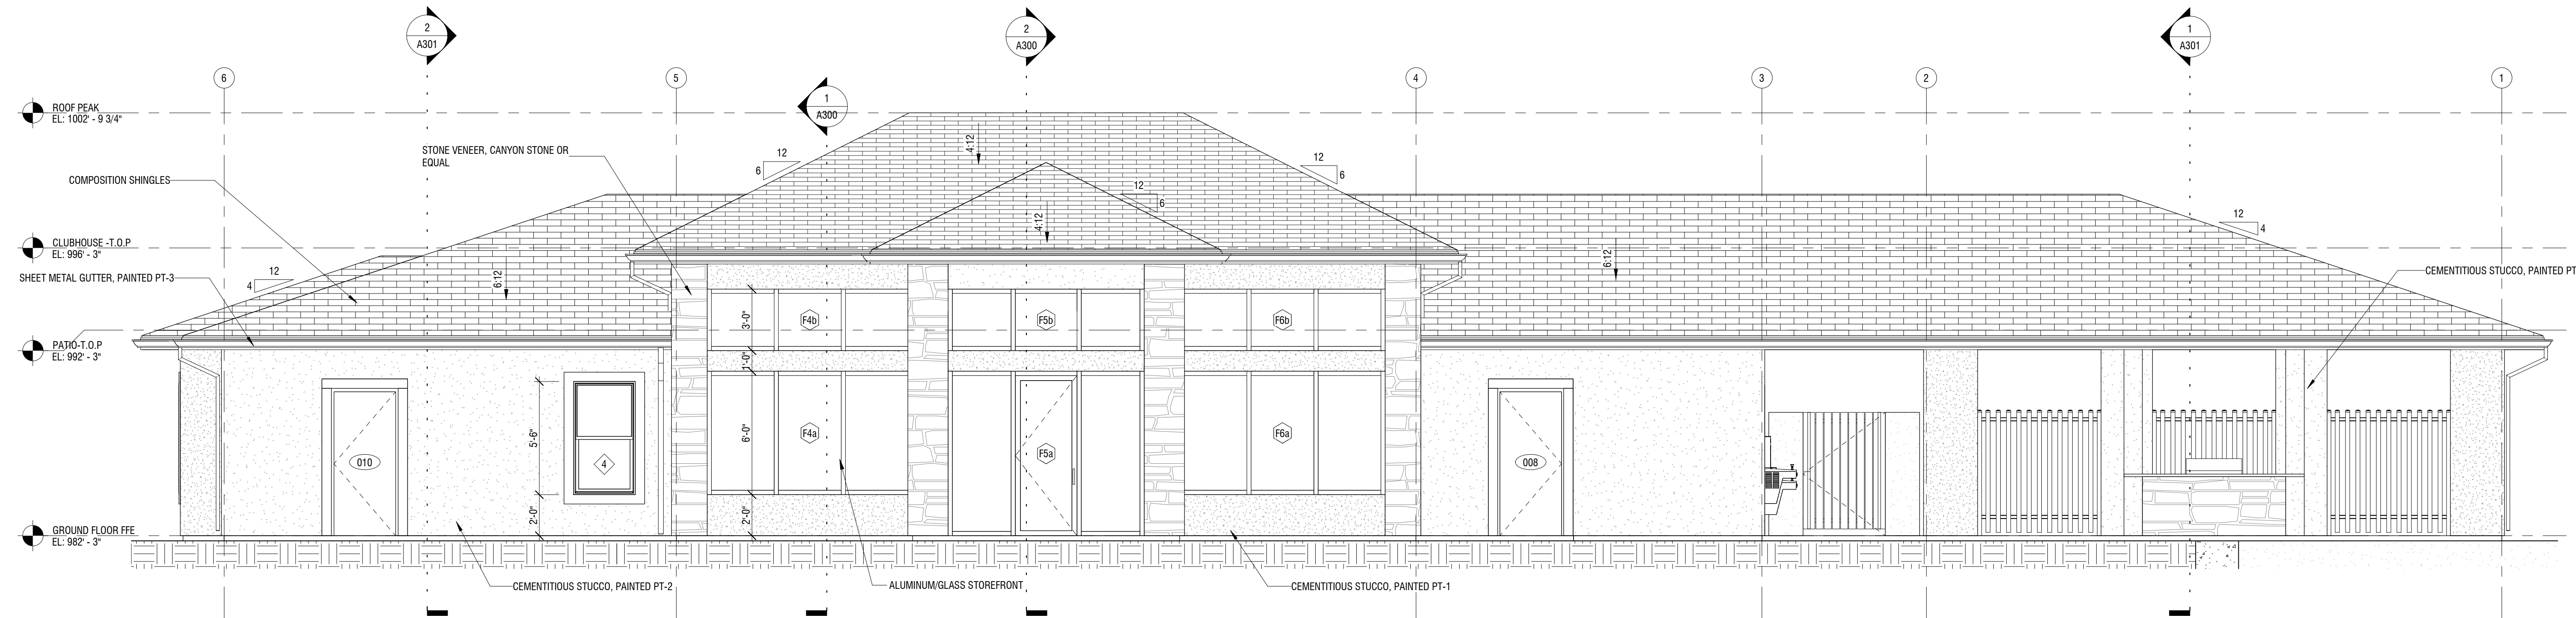 2
A301
2
A300
1
A301
6
5
4
3
2
1
1
A300
ROOF PEAK
EL: 1002' - 9 3/4"
STONE VENEER, CANYON STONE OR
EQUAL
12
6
4:12
12
6
COMPOSITION SHINGLES
12
6
4:12
12
4
CLUBHOUSE -T.O.P
EL: 996' - 3"
SHEET METAL GUTTER, PAINTED PT-3
12
4
6:12
6:12
CEMENTITIOUS STUCCO, PAINTED PT
3'-0"
F4b
F5b
F6b
PATIO-T.O.P
EL: 992' - 3"
1'-0"
5'-6"
6'-0"
F4a
F5a
F6a
010
4
008
2'-0"
2'-0"
GROUND FLOOR FFE
EL: 982' - 3"
CEMENTITIOUS STUCCO, PAINTED PT-2
ALUMINUM/GLASS STOREFRONT
CEMENTITIOUS STUCCO, PAINTED PT-1